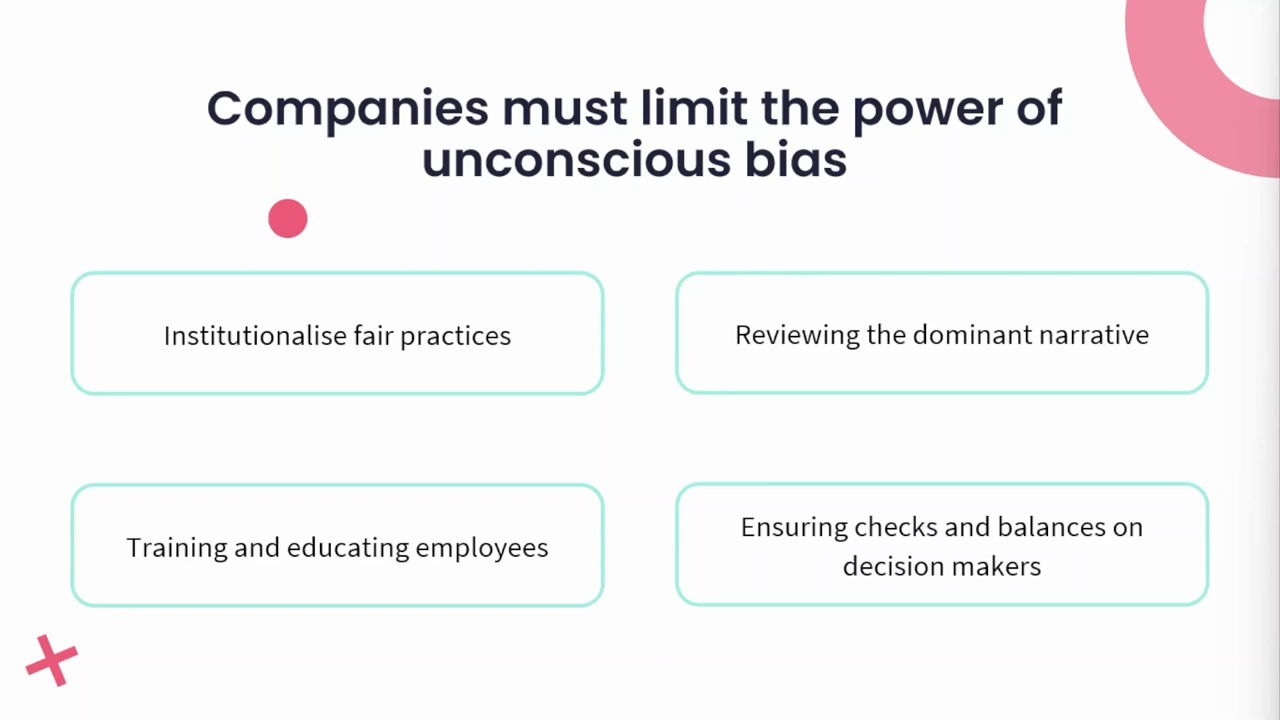 Companies must limit the power of
unconscious bias
Institutionalise fair practices
Reviewing the dominant narrative
Training and educating employees
Ensuring checks and balances on
decision makers